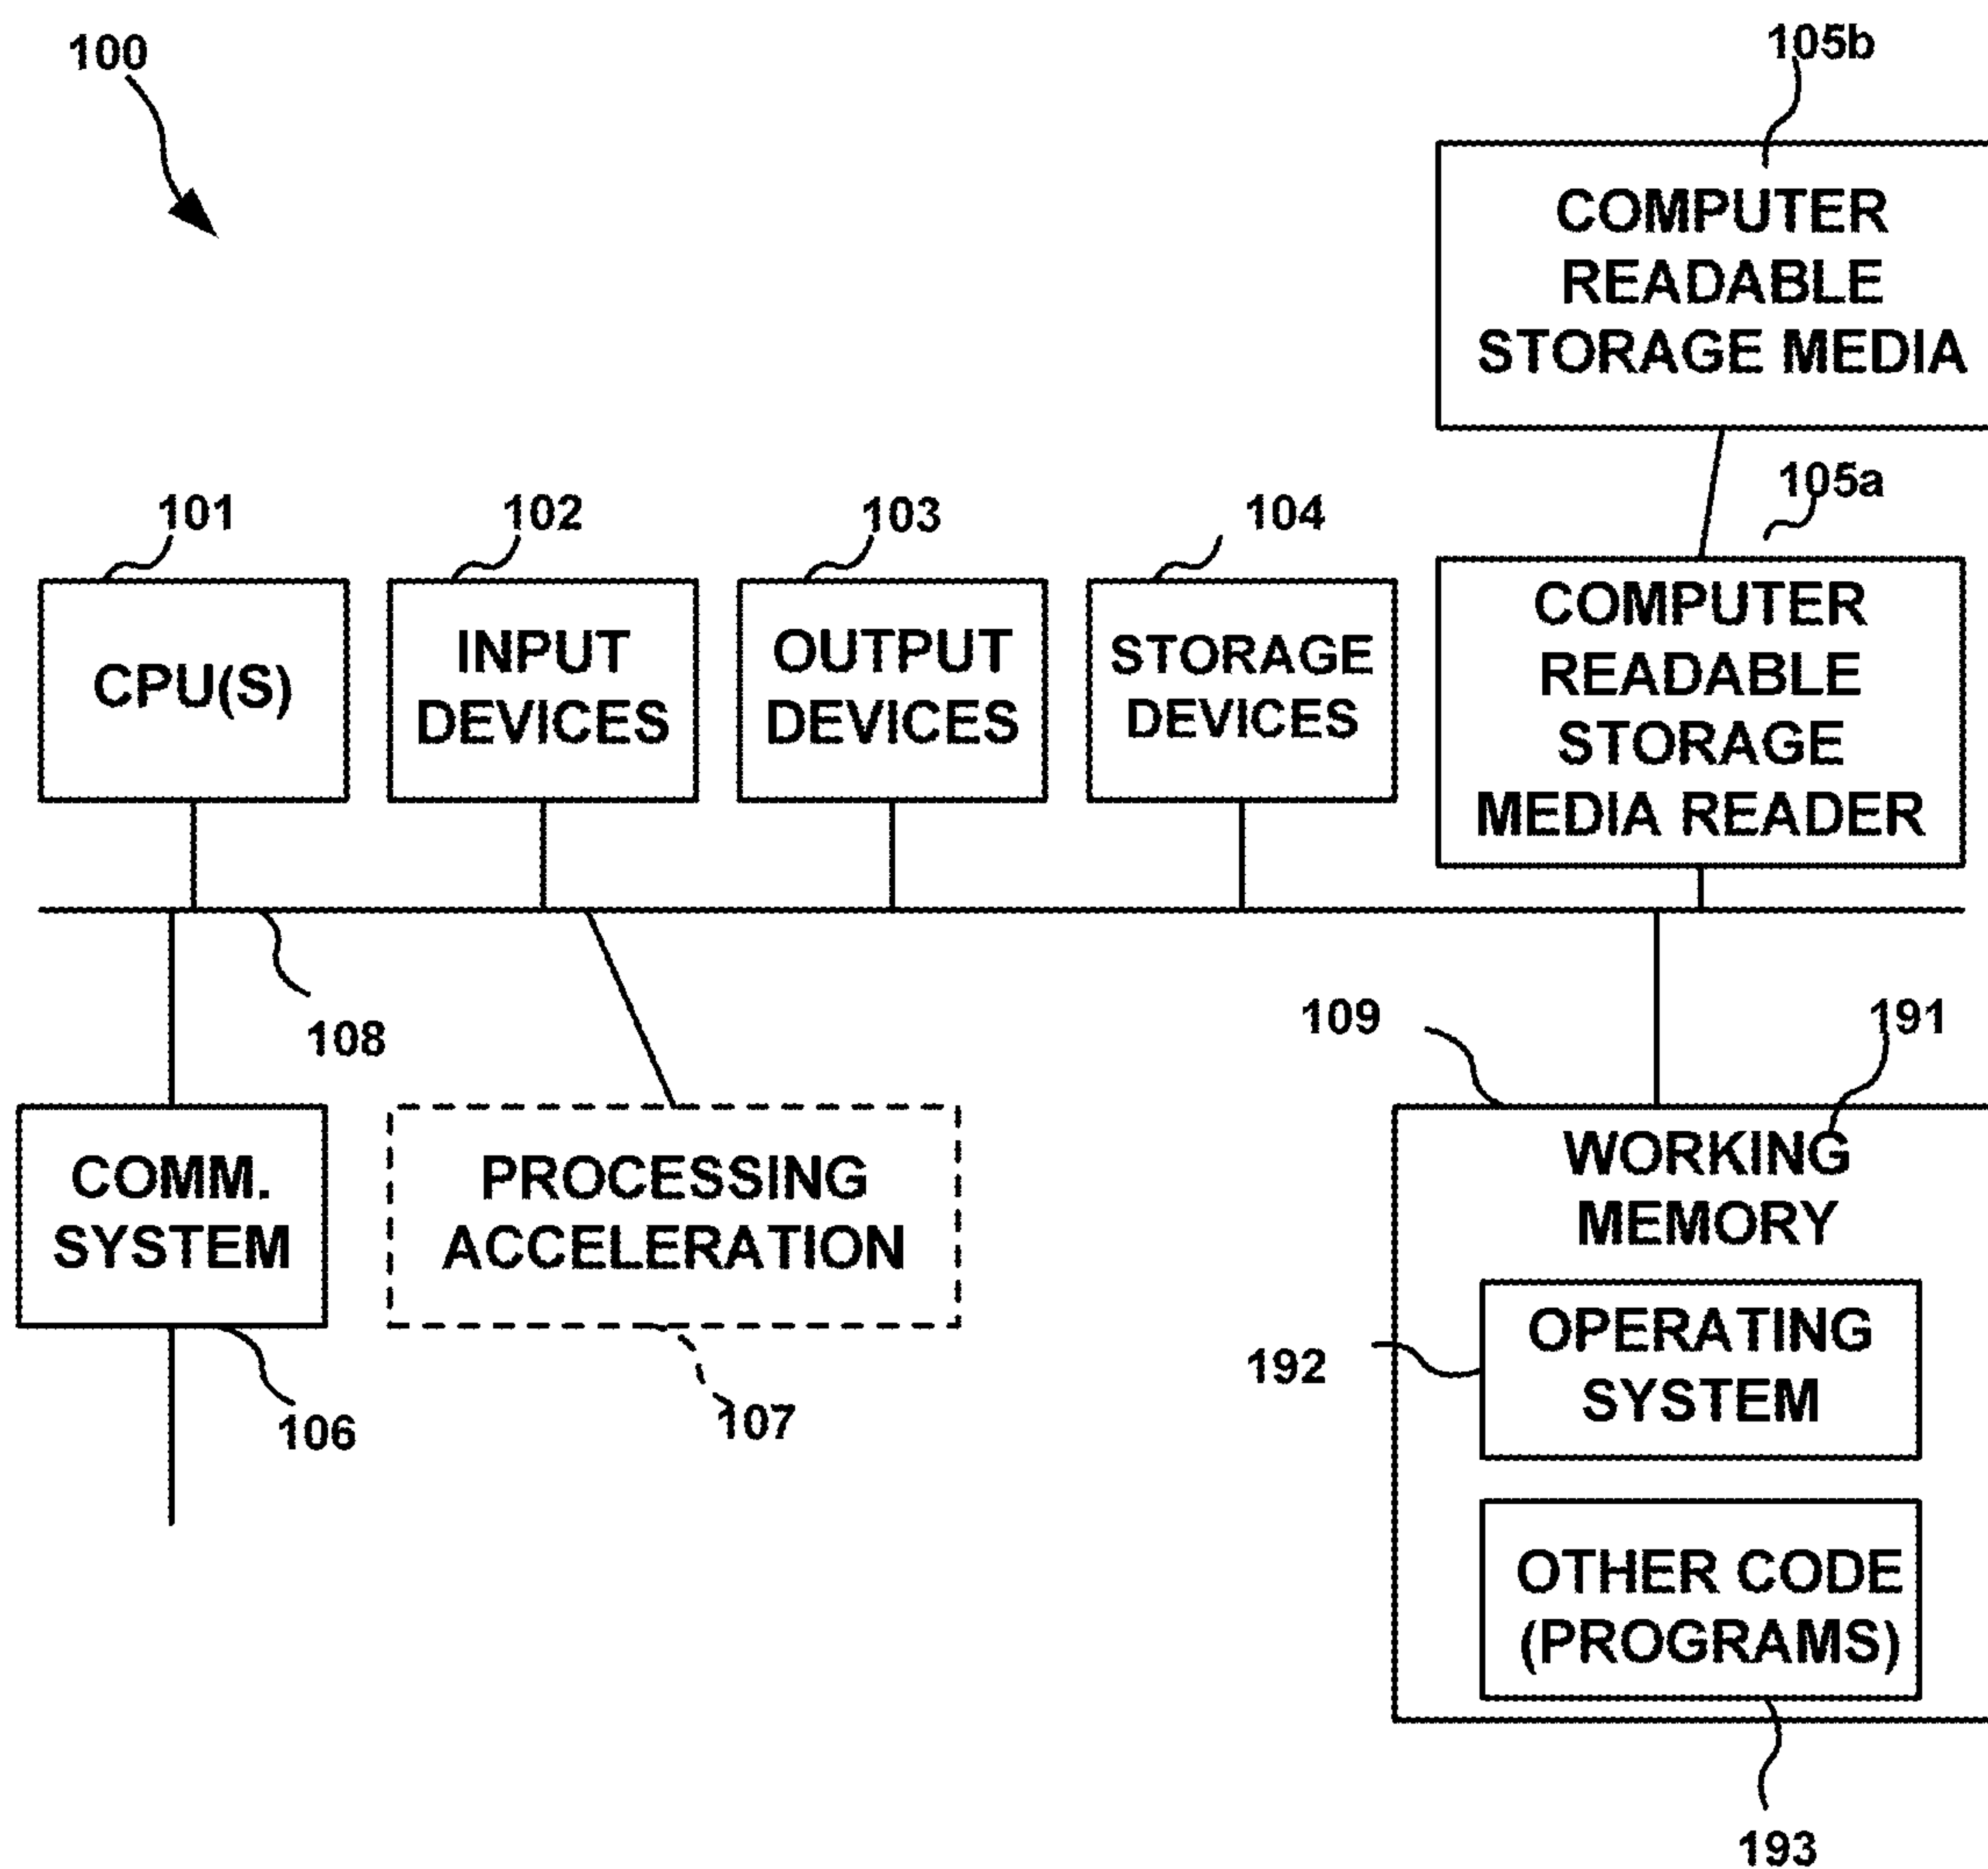 100
105b
COMPUTER
READABLE
STORAGE MEDIA
105a
101
102
103
104
CPU(S)
INPUT
DEVICES
OUTPUT
DEVICES
STORAGE
DEVICES
COMPUTER
READABLE
STORAGE
MEDIA READER
108
109
191
COMM.
SYSTEM
PROCESSING
ACCELERATION
WORKING
MEMORY
106
107
192
OPERATING
SYSTEM
OTHER CODE
(PROGRAMS)
193